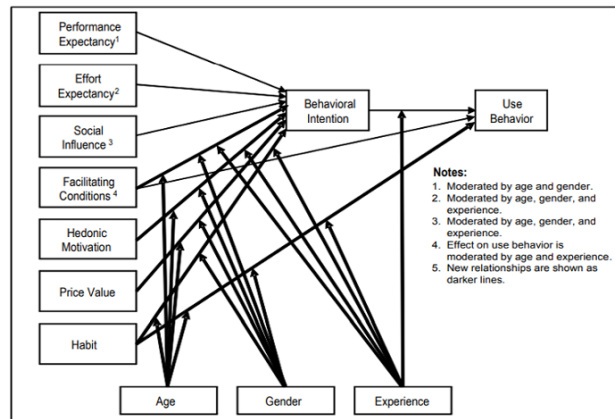 Performance
Expectancy¹
Effort
Expectancy²
Social
Influence ³
Facilitating
Conditions ⁴
Hedonic
Motivation
Price Value
Habit
Behavioral
Intention
Use
Behavior
Notes:
1. Moderated by age and gender.
2. Moderated by age, gender, and
experience.
3. Moderated by age, gender, and
experience.
4. Effect on use behavior is
moderated by age and experience.
5. New relationships are shown as
darker lines.
Age
Gender
Experience